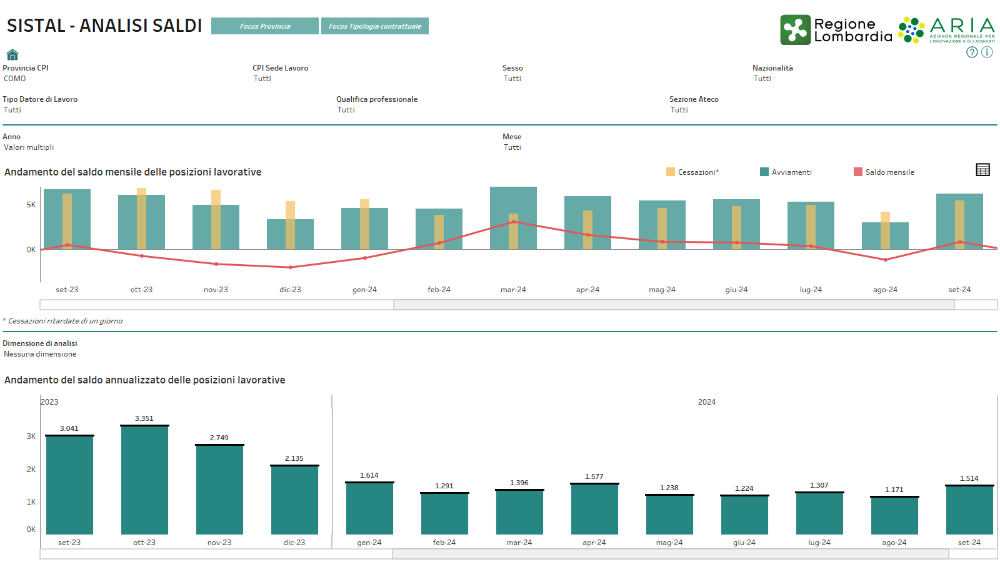 SISTAL - ANALISI SALDI
Focus Provincia
Focus Tipologia contrattuale
Regione
Lombardia
ARIA
AZIENDA REGIONALE PER
L'INNOVAZIONE E GLI ACQUISTI
? i
Provincia CPI
COMO
CPI Sede Lavoro
Tutti
Sesso
Tutti
Nazionalità
Tutti
Tipo Datore di Lavoro
Tutti
Qualifica professionale
Tutti
Sezione Ateco
Tutti
Anno
Valori multipli
Mese
Tutti
Andamento del saldo mensile delle posizioni lavorative
Cessazioni* Avviamenti Saldo mensile
5K
0K
set-23 ott-23 nov-23 dic-23 gen-24 feb-24 mar-24 apr-24 mag-24 giu-24 lug-24 ago-24 set-24
* Cessazioni ritardate di un giorno
Dimensione di analisi
Nessuna dimensione
Andamento del saldo annualizzato delle posizioni lavorative
2023 2024
3K
2K
1K
0K
3.041 3.351 2.749 2.135 1.614 1.291 1.396 1.577 1.238 1.224 1.307 1.171 1.514
set-23 ott-23 nov-23 dic-23 gen-24 feb-24 mar-24 apr-24 mag-24 giu-24 lug-24 ago-24 set-24